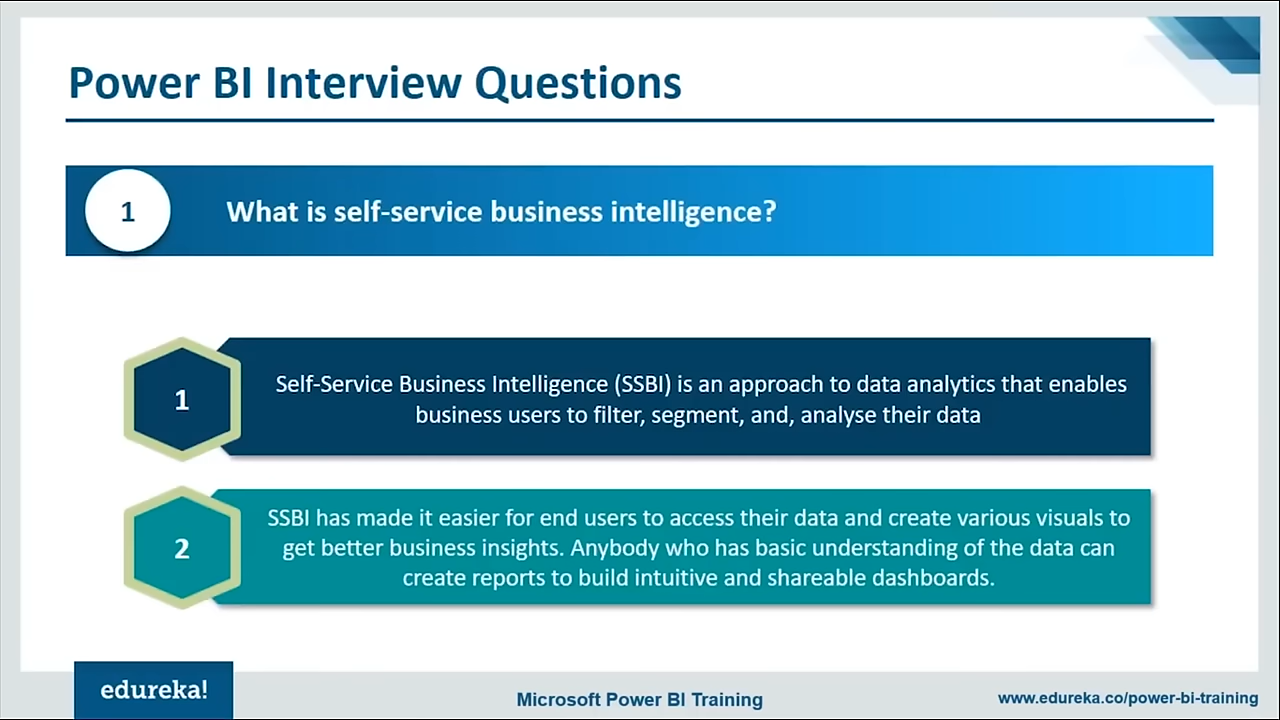 Power BI Interview Questions
1
What is self-service business intelligence?
1
Self-Service Business Intelligence (SSBI) is an approach to data analytics that enables
business users to filter, segment, and, analyse their data
2
SSBI has made it easier for end users to access their data and create various visuals to
get better business insights. Anybody who has basic understanding of the data can
create reports to build intuitive and shareable dashboards.
edureka!
Microsoft Power BI Training
www.edureka.co/power-bi-training